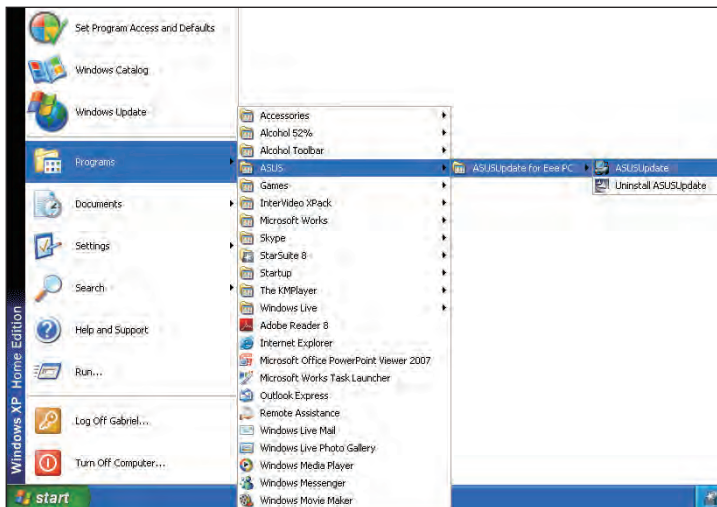 Set Program Access and Defaults
Windows Catalog
Windows Update
Programs
Documents
Settings
Search
Help and Support
Run...
Log Off Gabriel...
Turn Off Computer...
Windows XP Home Edition
start
Accessories
Alcohol 52%
Alcohol Toolbar
ASUS
Games
InterVideo XPack
Microsoft Works
Skype
StarSuite 8
Startup
The KMPlayer
Windows Live
Adobe Reader 8
Internet Explorer
Microsoft Office PowerPoint Viewer 2007
Microsoft Works Task Launcher
Outlook Express
Remote Assistance
Windows Live Mail
Windows Live Photo Gallery
Windows Media Player
Windows Messenger
Windows Movie Maker
ASUSUpdate for Eee PC
ASUSUpdate
Uninstall ASUSUpdate